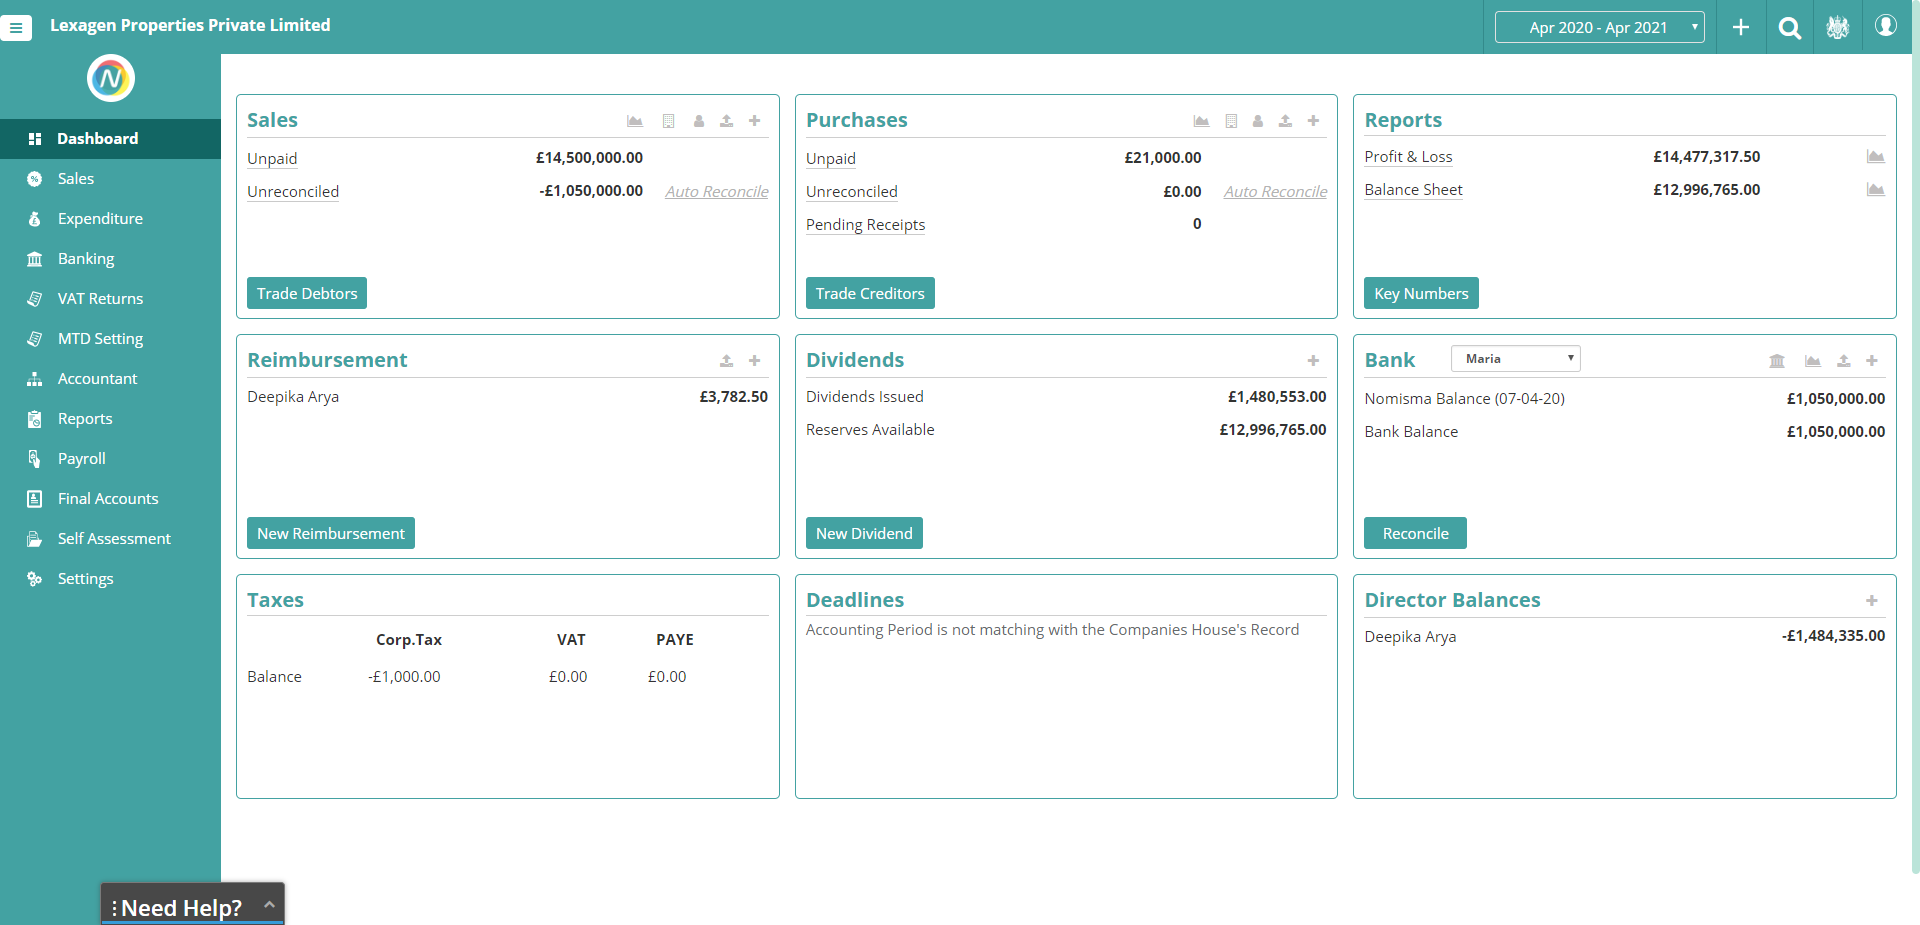 Lexagen Properties Private Limited
Apr 2020 - Apr 2021
N
Dashboard
Sales
Expenditure
Banking
VAT Returns
MTD Setting
Accountant
Reports
Payroll
Final Accounts
Self Assessment
Settings
Sales
Unpaid £14,500,000.00
Unreconciled -£1,050,000.00 Auto Reconcile
Trade Debtors
Purchases
Unpaid £21,000.00
Unreconciled £0.00 Auto Reconcile
Pending Receipts 0
Trade Creditors
Reports
Profit & Loss £14,477,317.50
Balance Sheet £12,996,765.00
Key Numbers
Reimbursement
Deepika Arya £3,782.50
New Reimbursement
Dividends
Dividends Issued £1,480,553.00
Reserves Available £12,996,765.00
New Dividend
Bank Maria
Nomisma Balance (07-04-20) £1,050,000.00
Bank Balance £1,050,000.00
Reconcile
Taxes
Corp.Tax VAT PAYE
Balance -£1,000.00 £0.00 £0.00
Deadlines
Accounting Period is not matching with the Companies House's Record
Director Balances
Deepika Arya -£1,484,335.00
Need Help?